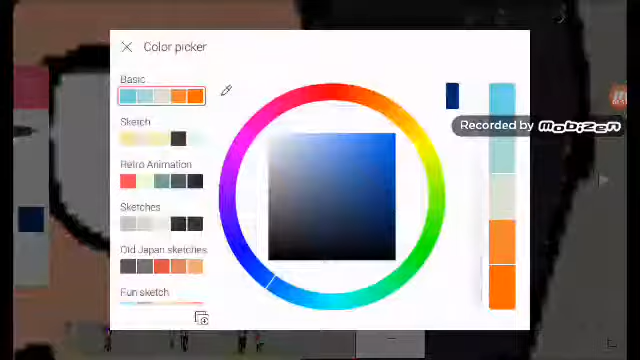 Color picker
Basic
Sketch
Recorded by Mobizen
Retro Animation
Sketches
Old Japan sketches
Fun sketch